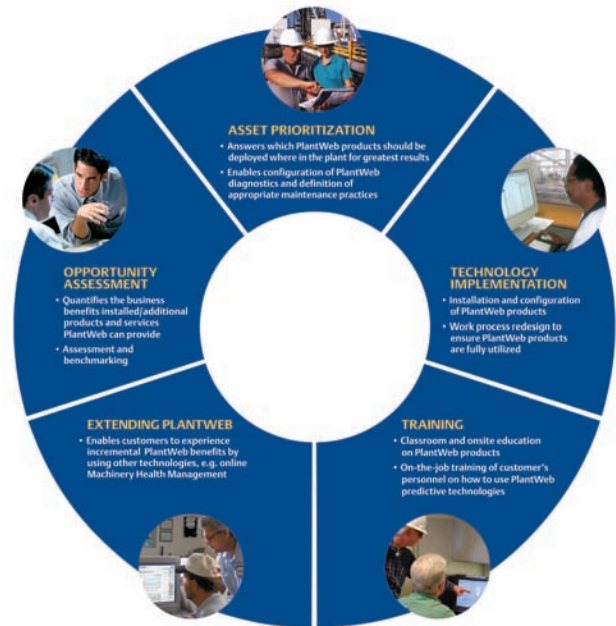 ASSET PRIORITIZATION
• Answers which PlantWeb products should be
deployed where in the plant for greatest results
• Enables configuration of PlantWeb
diagnostics and definition of
appropriate maintenance practices
OPPORTUNITY
ASSESSMENT
• Quantifies the business
benefits installed/additional
products and services
PlantWeb can provide
• Assessment and
benchmarking
TECHNOLOGY
IMPLEMENTATION
• Installation and configuration
of PlantWeb products
• Work process redesign to
ensure PlantWeb products
are fully utilized
EXTENDING PLANTWEB
• Enables customers to experience
incremental PlantWeb benefits by
using other technologies, e.g. online
Machinery Health Management
TRAINING
• Classroom and onsite education
on PlantWeb products
• On-the-job training of customer's
personnel on how to use PlantWeb
predictive technologies